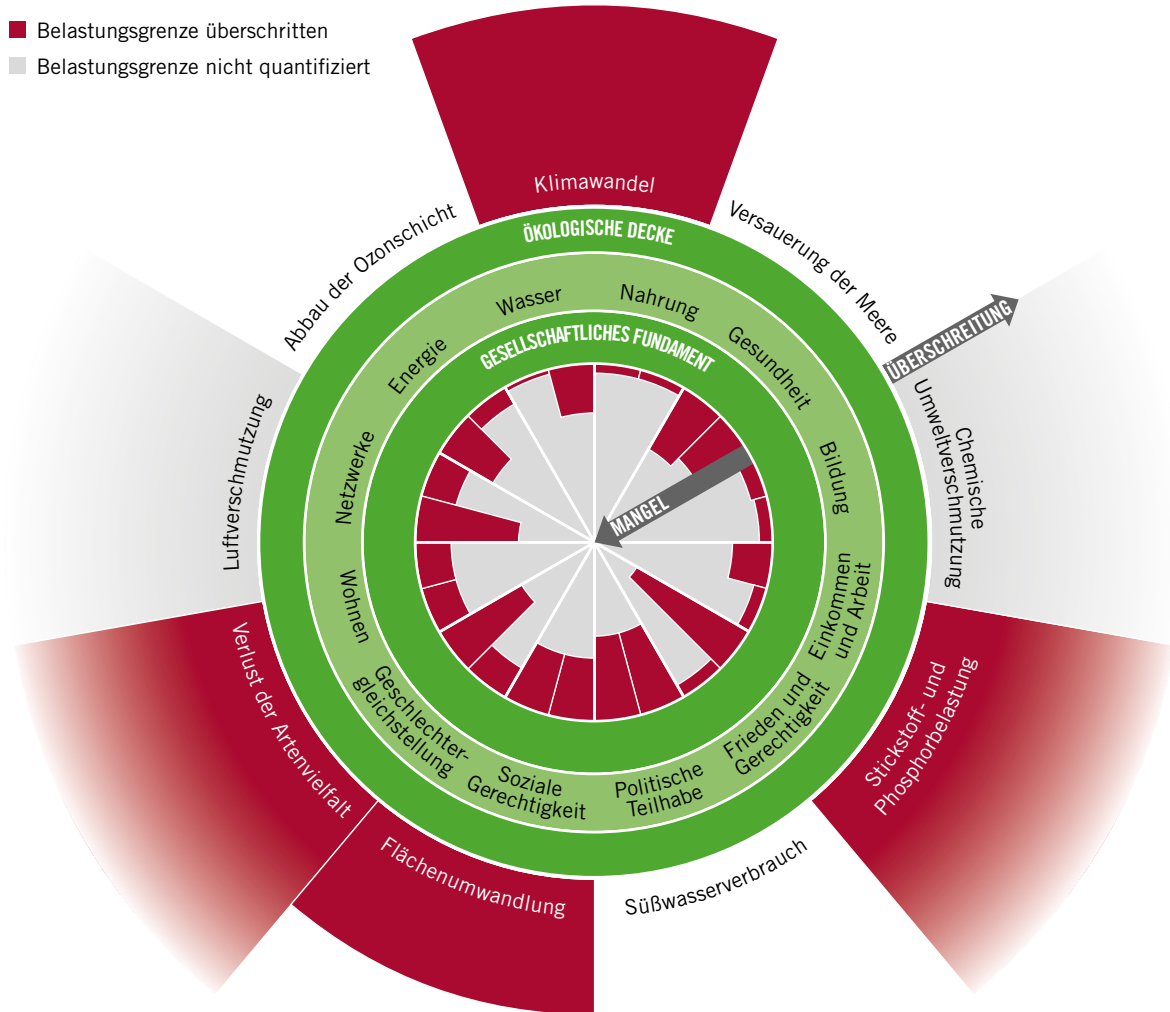 Belastungsgrenze überschritten
Belastungsgrenze nicht quantifiziert
Klimawandel
Abbau der Ozonschicht
Versauerung der Meere
ÖKOLOGISCHE DECKE
Wasser
Nahrung
Energie
Gesundheit
GESELLSCHAFTLICHES FUNDAMENT
ÜBERSCHREITUNG
Luftverschmutzung
Netzwerke
Bildung
Chemische
Umweltverschmutzung
MANGEL
Wohnen
Einkommen
und Arbeit
Verlust der Artenvielfalt
Geschlechter-
gleichstellung
Frieden und
Gerechtigkeit
Stickstoff- und
Phosphorbelastung
Soziale
Gerechtigkeit
Politische
Teilhabe
Flächenumwandlung
Süßwasserverbrauch